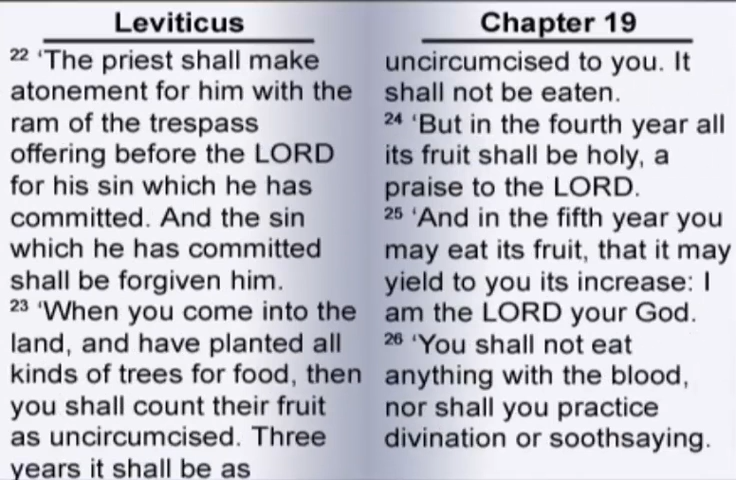 Leviticus
22 ‘The priest shall make
atonement for him with the
ram of the trespass
offering before the LORD
for his sin which he has
committed. And the sin
which he has committed
shall be forgiven him.
23 ‘When you come into the
land, and have planted all
kinds of trees for food, then
you shall count their fruit
as uncircumcised. Three
years it shall be as
Chapter 19
uncircumcised to you. It
shall not be eaten.
24 ‘But in the fourth year all
its fruit shall be holy, a
praise to the LORD.
25 ‘And in the fifth year you
may eat its fruit, that it may
yield to you its increase: I
am the LORD your God.
26 ‘You shall not eat
anything with the blood,
nor shall you practice
divination or soothsaying.